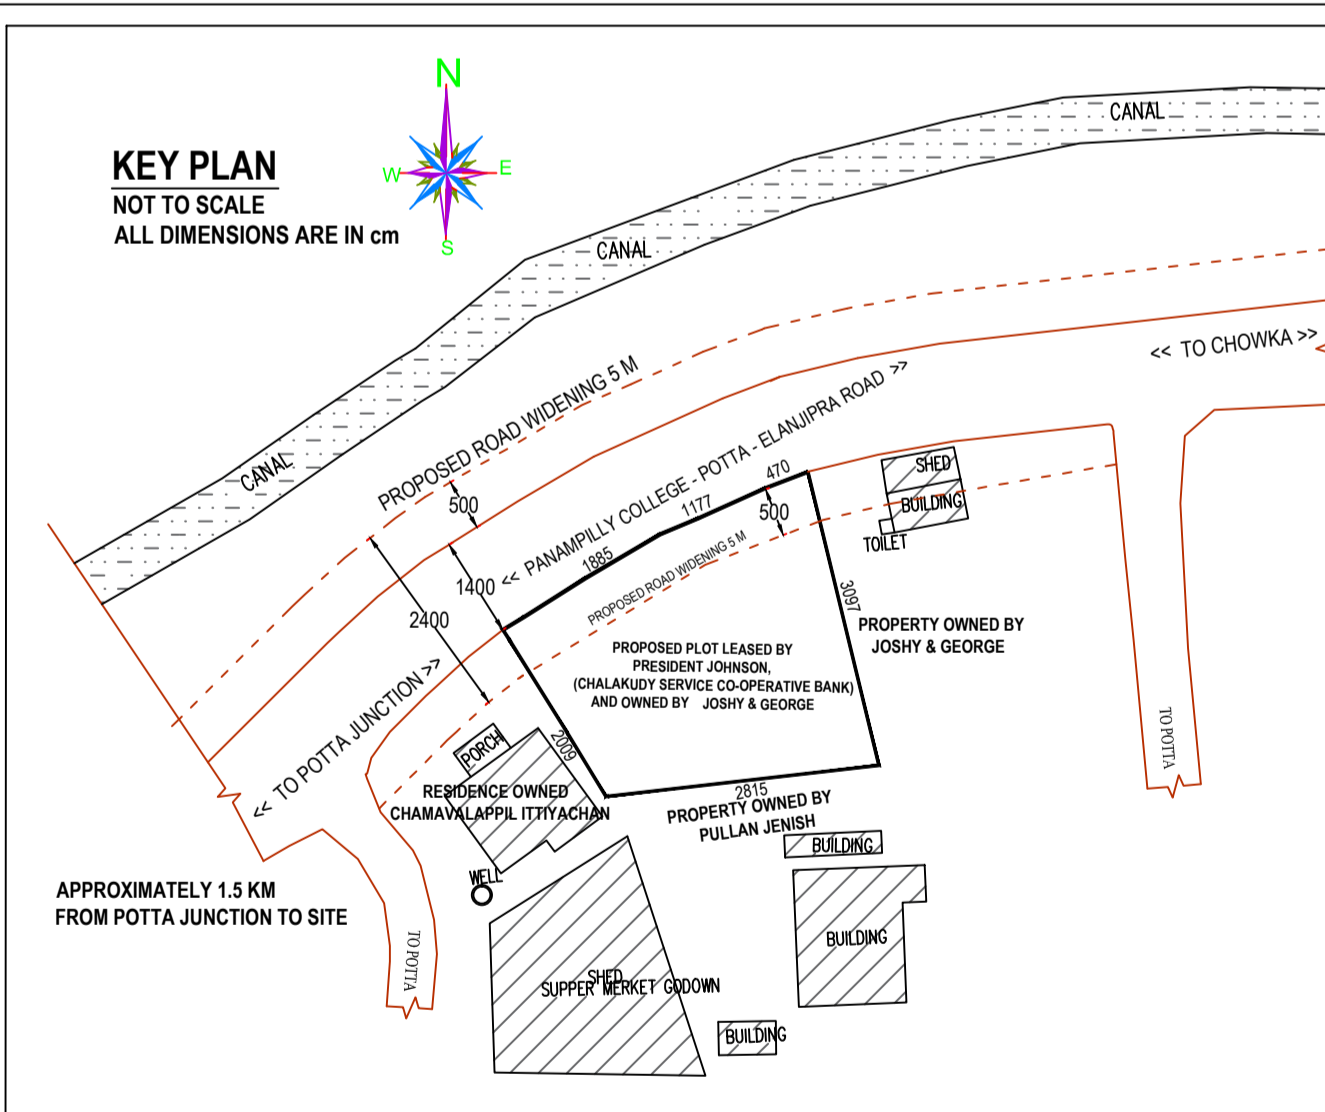 N
W
E
S
KEY PLAN
NOT TO SCALE
ALL DIMENSIONS ARE IN cm
CANAL
CANAL
CANAL
PROPOSED ROAD WIDENING 5 M
<< TO CHOWKA >>
<< PANAMPILLY COLLEGE - POTTA - ELANJIPRA ROAD >>
500
1400
2400
1885
1177
470
500
PROPOSED ROAD WIDENING 5 M
SHED
BUILDING
TOILET
3097
PROPERTY OWNED BY
JOSHY & GEORGE
PROPOSED PLOT LEASED BY
PRESIDENT JOHNSON,
(CHALAKUDY SERVICE CO-OPERATIVE BANK)
AND OWNED BY JOSHY & GEORGE
<< TO POTTA JUNCTION >>
2009
PORCH
RESIDENCE OWNED
CHAMAVALAPPIL ITTIYACHAN
2815
PROPERTY OWNED BY
PULLAN JENISH
TO POTTA
BUILDING
WELL
APPROXIMATELY 1.5 KM
FROM POTTA JUNCTION TO SITE
TO POTTA
BUILDING
SHED
SUPPER MERKET GODOWN
BUILDING